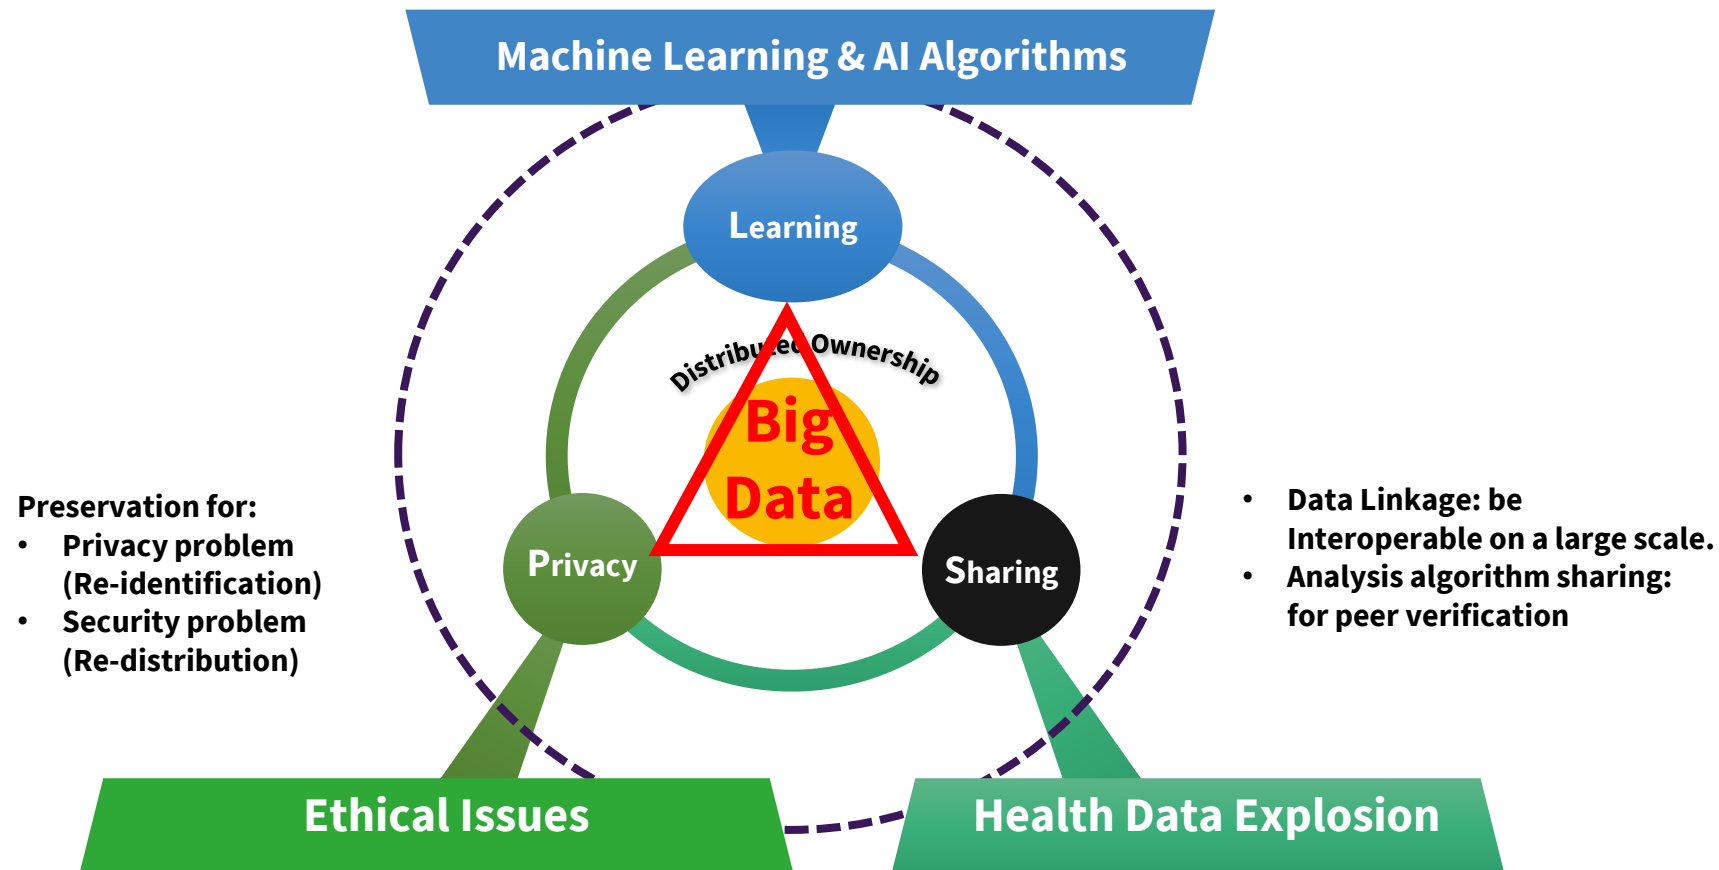 Machine Learning & AI Algorithms
Learning
Distributed Ownership
Big
Data
Privacy
Sharing
Preservation for:
• Privacy problem
(Re-identification)
• Security problem
(Re-distribution)
• Data Linkage: be
Interoperable on a large scale.
• Analysis algorithm sharing:
for peer verification
Ethical Issues
Health Data Explosion